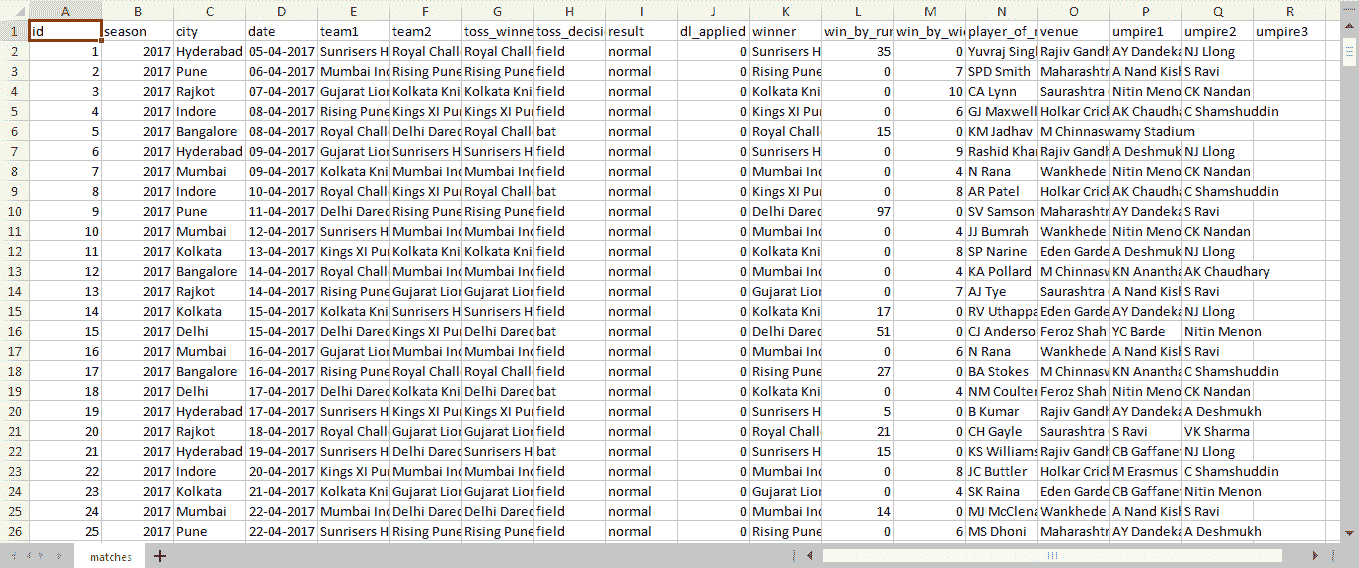 A B C D E F G H I J K L M N O P Q R
1 id season city date team1 team2 toss_winne toss_decisi result dl_applied winner win_by_rur win_by_wic player_of_r venue umpire1 umpire2 umpire3
2 1 2017 Hyderabad 05-04-2017 Sunrisers H Royal Chall Royal Chall field normal 0 Sunrisers H 35 0 Yuvraj Singl Rajiv Gandh AY Dandeka NJ Llong
3 2 2017 Pune 06-04-2017 Mumbai Inc Rising Pune Rising Pune field normal 0 Rising Pune 0 7 SPD Smith Maharashtr A Nand Kisl S Ravi
4 3 2017 Rajkot 07-04-2017 Gujarat Lior Kolkata Kni Kolkata Kni field normal 0 Kolkata Kni 0 10 CA Lynn Saurashtra Nitin Meno CK Nandan
5 4 2017 Indore 08-04-2017 Rising Pune Kings XI Pur Kings XI Pur field normal 0 Kings XI Pur 0 6 GJ Maxwell Holkar Crick AK Chaudha C Shamshuddin
6 5 2017 Bangalore 08-04-2017 Royal Chall Delhi Dared Royal Chall bat normal 0 Royal Chall 15 0 KM Jadhav M Chinnaswamy Stadium
7 6 2017 Hyderabad 09-04-2017 Gujarat Lior Sunrisers H Sunrisers H field normal 0 Sunrisers H 0 9 Rashid Khar Rajiv Gandh A Deshmuk NJ Llong
8 7 2017 Mumbai 09-04-2017 Kolkata Kni Mumbai Inc Mumbai Inc field normal 0 Mumbai Inc 0 4 N Rana Wankhede Nitin Meno CK Nandan
9 8 2017 Indore 10-04-2017 Royal Chall Kings XI Pur Royal Chall bat normal 0 Kings XI Pur 0 8 AR Patel Holkar Crick AK Chaudha C Shamshuddin
10 9 2017 Pune 11-04-2017 Delhi Dared Rising Pune Rising Pune field normal 0 Delhi Dared 97 0 SV Samson Maharashtr AY Dandeka S Ravi
11 10 2017 Mumbai 12-04-2017 Sunrisers H Mumbai Inc Mumbai Inc field normal 0 Mumbai Inc 0 4 JJ Bumrah Wankhede Nitin Meno CK Nandan
12 11 2017 Kolkata 13-04-2017 Kings XI Pur Kolkata Kni Kolkata Kni field normal 0 Kolkata Kni 0 8 SP Narine Eden Garde A Deshmuk NJ Llong
13 12 2017 Bangalore 14-04-2017 Royal Chall Mumbai Inc Mumbai Inc field normal 0 Mumbai Inc 0 4 KA Pollard M Chinnasw KN Anantha AK Chaudhary
14 13 2017 Rajkot 14-04-2017 Rising Pune Gujarat Lior Gujarat Lior field normal 0 Gujarat Lior 0 7 AJ Tye Saurashtra A Nand Kisl S Ravi
15 14 2017 Kolkata 15-04-2017 Kolkata Kni Sunrisers H Sunrisers H field normal 0 Kolkata Kni 17 0 RV Uthappa Eden Garde AY Dandeka NJ Llong
16 15 2017 Delhi 15-04-2017 Delhi Dared Kings XI Pur Delhi Dared bat normal 0 Delhi Dared 51 0 CJ Anderso Feroz Shah YC Barde Nitin Menon
17 16 2017 Mumbai 16-04-2017 Gujarat Lior Mumbai Inc Mumbai Inc field normal 0 Mumbai Inc 0 6 N Rana Wankhede A Nand Kisl S Ravi
18 17 2017 Bangalore 16-04-2017 Rising Pune Royal Chall Royal Chall field normal 0 Rising Pune 27 0 BA Stokes M Chinnasw KN Anantha C Shamshuddin
19 18 2017 Delhi 17-04-2017 Delhi Dared Kolkata Kni Delhi Dared bat normal 0 Kolkata Kni 0 4 NM Coulter Feroz Shah Nitin Meno CK Nandan
20 19 2017 Hyderabad 17-04-2017 Sunrisers H Kings XI Pur Kings XI Pur field normal 0 Sunrisers H 5 0 B Kumar Rajiv Gandh AY Dandeka A Deshmukh
21 20 2017 Rajkot 18-04-2017 Royal Chall Gujarat Lior Gujarat Lior field normal 0 Royal Chall 21 0 CH Gayle Saurashtra S Ravi VK Sharma
22 21 2017 Hyderabad 19-04-2017 Sunrisers H Delhi Dared Sunrisers H bat normal 0 Sunrisers H 15 0 KS Williams Rajiv Gandh CB Gaffaney NJ Llong
23 22 2017 Indore 20-04-2017 Kings XI Pur Mumbai Inc Mumbai Inc field normal 0 Mumbai Inc 0 8 JC Buttler Holkar Crick M Erasmus C Shamshuddin
24 23 2017 Kolkata 21-04-2017 Kolkata Kni Gujarat Lior Gujarat Lior field normal 0 Gujarat Lior 0 4 SK Raina Eden Garde CB Gaffaney Nitin Menon
25 24 2017 Mumbai 22-04-2017 Mumbai Inc Delhi Dared Delhi Dared field normal 0 Mumbai Inc 14 0 MJ McClena Wankhede A Nand Kisl S Ravi
26 25 2017 Pune 22-04-2017 Sunrisers H Rising Pune Rising Pune field normal 0 Rising Pune 0 6 MS Dhoni Maharashtr AY Dandeka A Deshmukh
matches